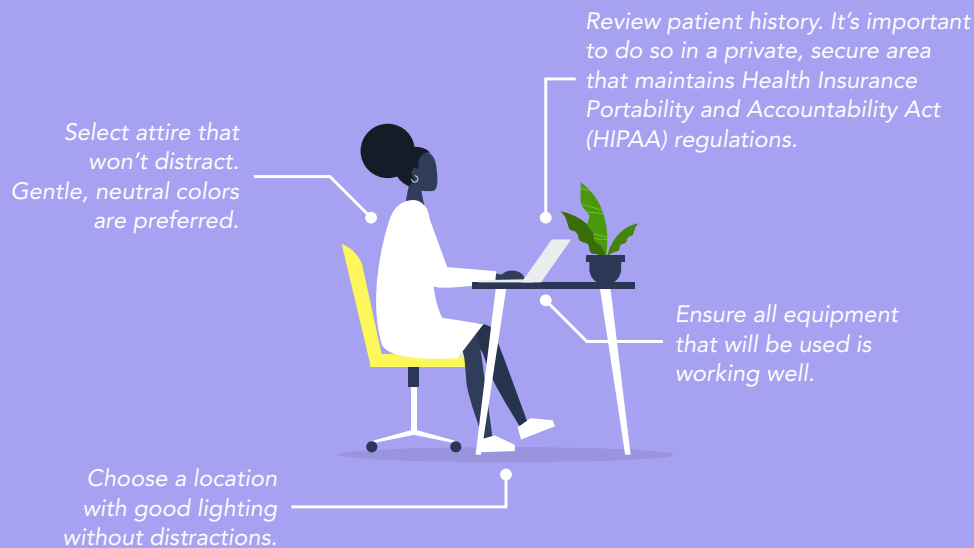 Review patient history. It's important
to do so in a private, secure area
that maintains Health Insurance
Portability and Accountability Act
(HIPAA) regulations.
Select attire that
won't distract.
Gentle, neutral colors
are preferred.
Ensure all equipment
that will be used is
working well.
Choose a location
with good lighting
without distractions.